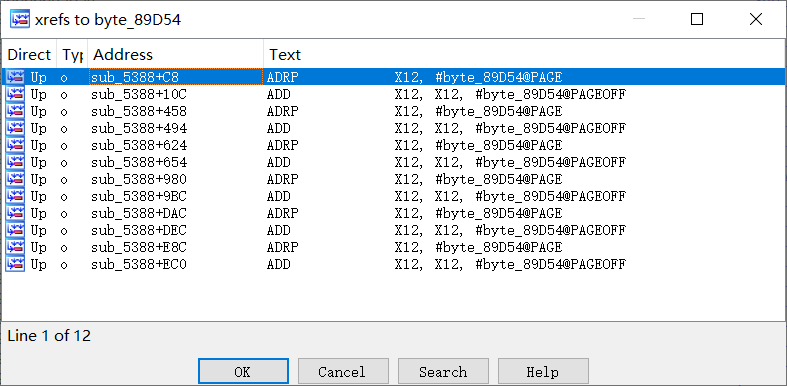 xrefs to byte_89D54
Direct Typ Address Text
Up o sub_5388+C8 ADRP X12, #byte_89D54@PAGE
Up o sub_5388+10C ADD X12, X12, #byte_89D54@PAGEOFF
Up o sub_5388+458 ADRP X12, #byte_89D54@PAGE
Up o sub_5388+494 ADD X12, X12, #byte_89D54@PAGEOFF
Up o sub_5388+624 ADRP X12, #byte_89D54@PAGE
Up o sub_5388+654 ADD X12, X12, #byte_89D54@PAGEOFF
Up o sub_5388+980 ADRP X12, #byte_89D54@PAGE
Up o sub_5388+9BC ADD X12, X12, #byte_89D54@PAGEOFF
Up o sub_5388+DAC ADRP X12, #byte_89D54@PAGE
Up o sub_5388+DEC ADD X12, X12, #byte_89D54@PAGEOFF
Up o sub_5388+E8C ADRP X12, #byte_89D54@PAGE
Up o sub_5388+EC0 ADD X12, X12, #byte_89D54@PAGEOFF
Line 1 of 12
OK Cancel Search Help